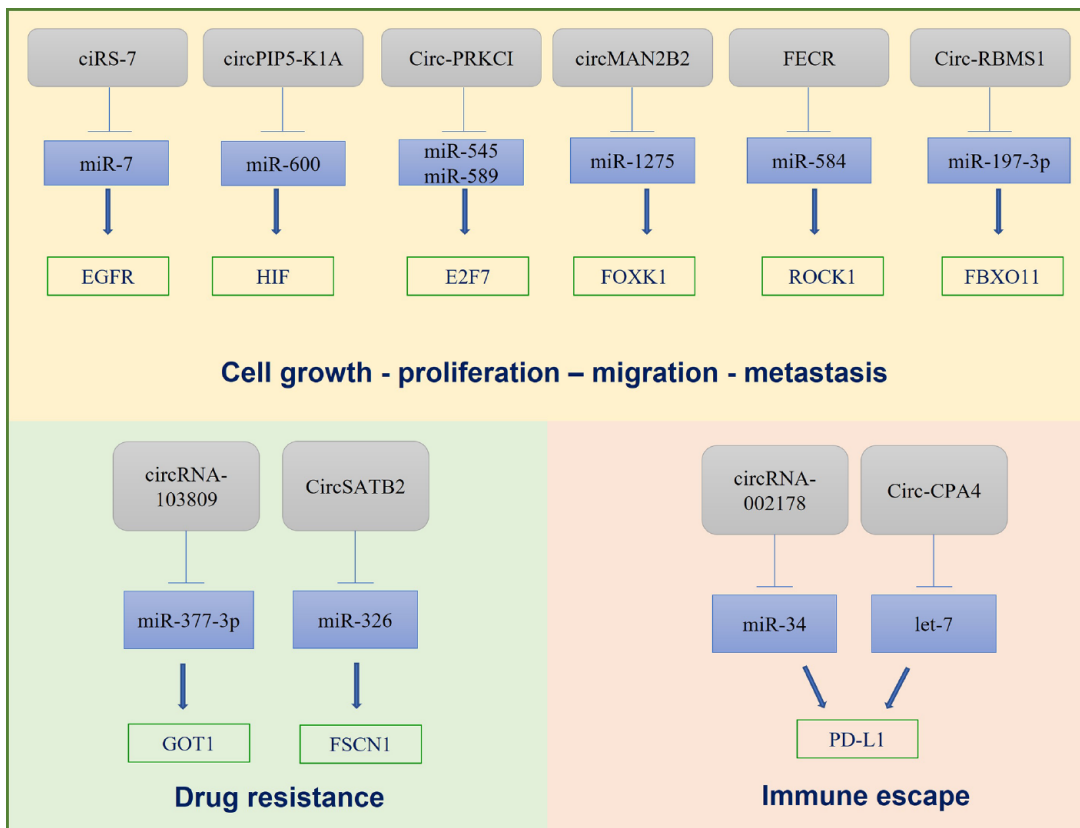 ciRS-7
circPIP5-K1A
Circ-PRKCI
circMAN2B2
FECR
Circ-RBMS1
miR-7
miR-600
miR-545
miR-589
miR-1275
miR-584
miR-197-3p
EGFR
HIF
E2F7
FOXK1
ROCK1
FBXO11
Cell growth - proliferation – migration - metastasis
circRNA-
103809
CircSATB2
miR-377-3p
miR-326
GOT1
FSCN1
Drug resistance
circRNA-
002178
Circ-CPA4
miR-34
let-7
PD-L1
Immune escape